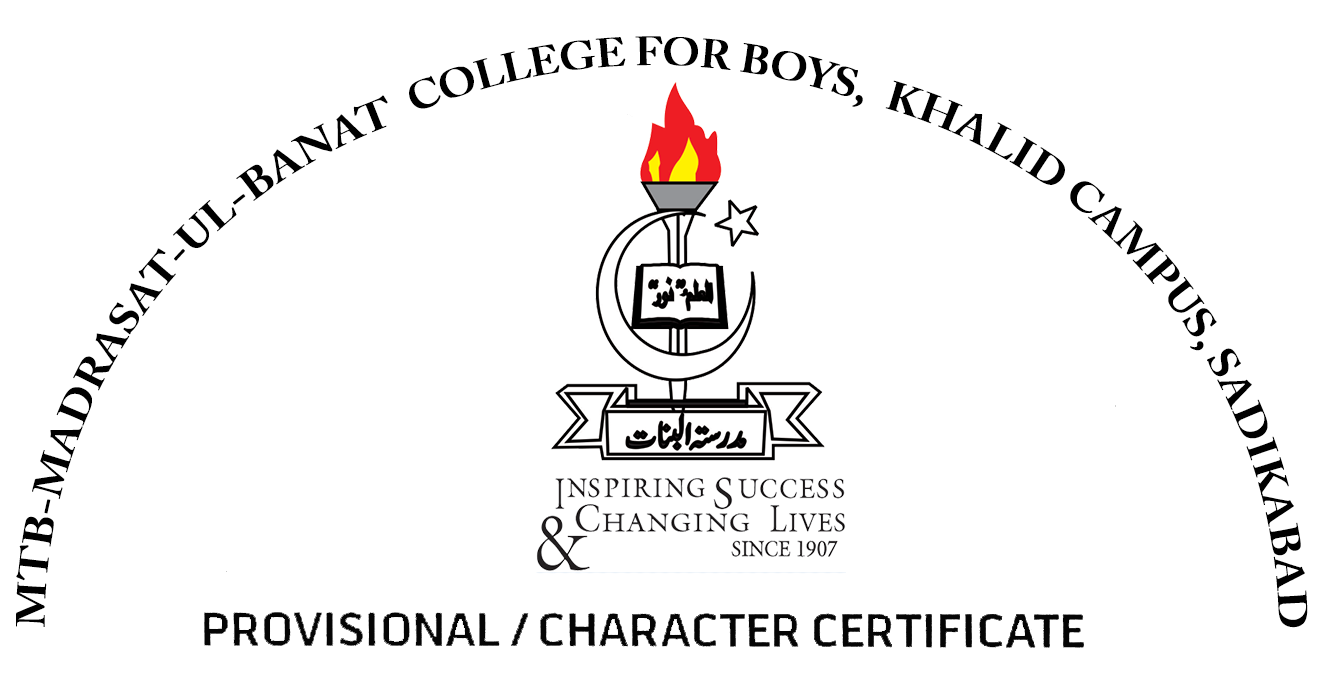 MTB-MADRASAT-UL-BANAT COLLEGE FOR BOYS, KHALID CAMPUS, SADIKABAD
العلم نور
مدرستہ البنات
INSPIRING SUCCESS
& CHANGING LIVES
SINCE 1907
PROVISIONAL / CHARACTER CERTIFICATE